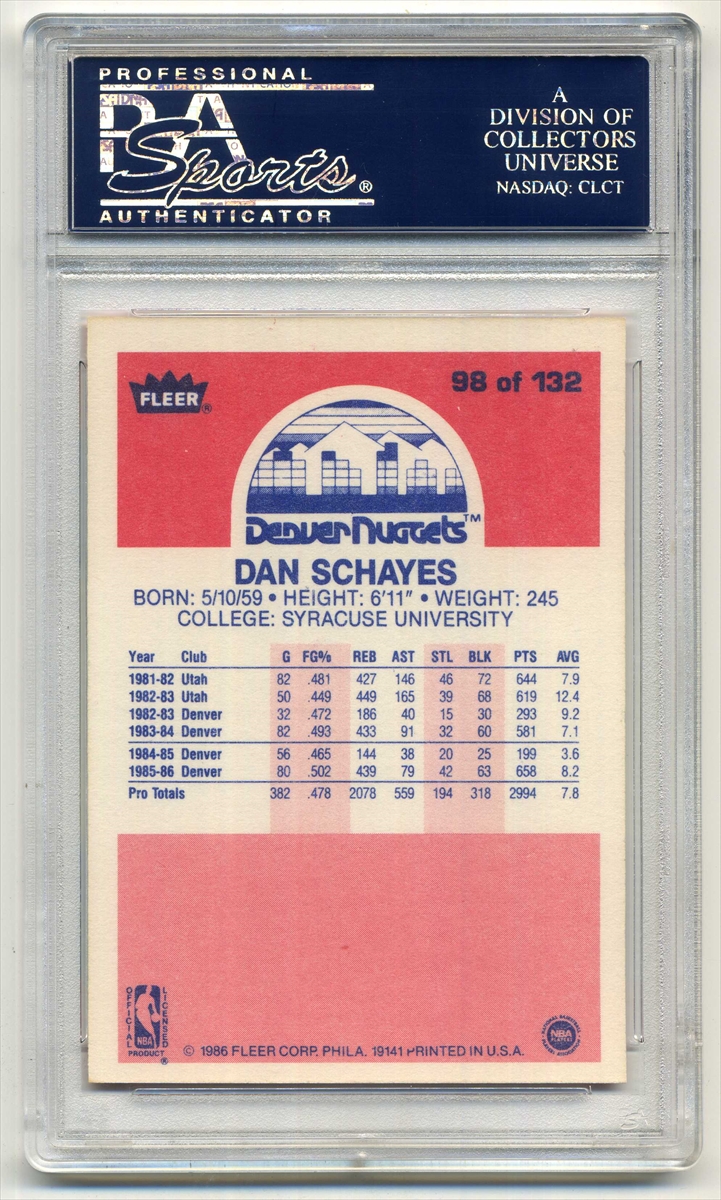 PROFESSIONAL
PSA
Sports®
AUTHENTICATOR
A
DIVISION OF
COLLECTORS
UNIVERSE
NASDAQ: CLCT
FLEER®
98 of 132
Denver Nuggets™
DAN SCHAYES
BORN: 5/10/59 • HEIGHT: 6'11" • WEIGHT: 245
COLLEGE: SYRACUSE UNIVERSITY
Year Club G FG% REB AST STL BLK PTS AVG
1981-82 Utah 82 .481 427 146 46 72 644 7.9
1982-83 Utah 50 .449 449 165 39 68 619 12.4
1982-83 Denver 32 .472 186 40 15 30 293 9.2
1983-84 Denver 82 .493 433 91 32 60 581 7.1
1984-85 Denver 56 .465 144 38 20 25 199 3.6
1985-86 Denver 80 .502 439 79 42 63 658 8.2
Pro Totals 382 .478 2078 559 194 318 2994 7.8
OFFICIAL LICENSED
NBA
PRODUCT ®
© 1986 FLEER CORP. PHILA. 19141 PRINTED IN U.S.A.
NATIONAL BASKETBALL
NBA
PLAYERS